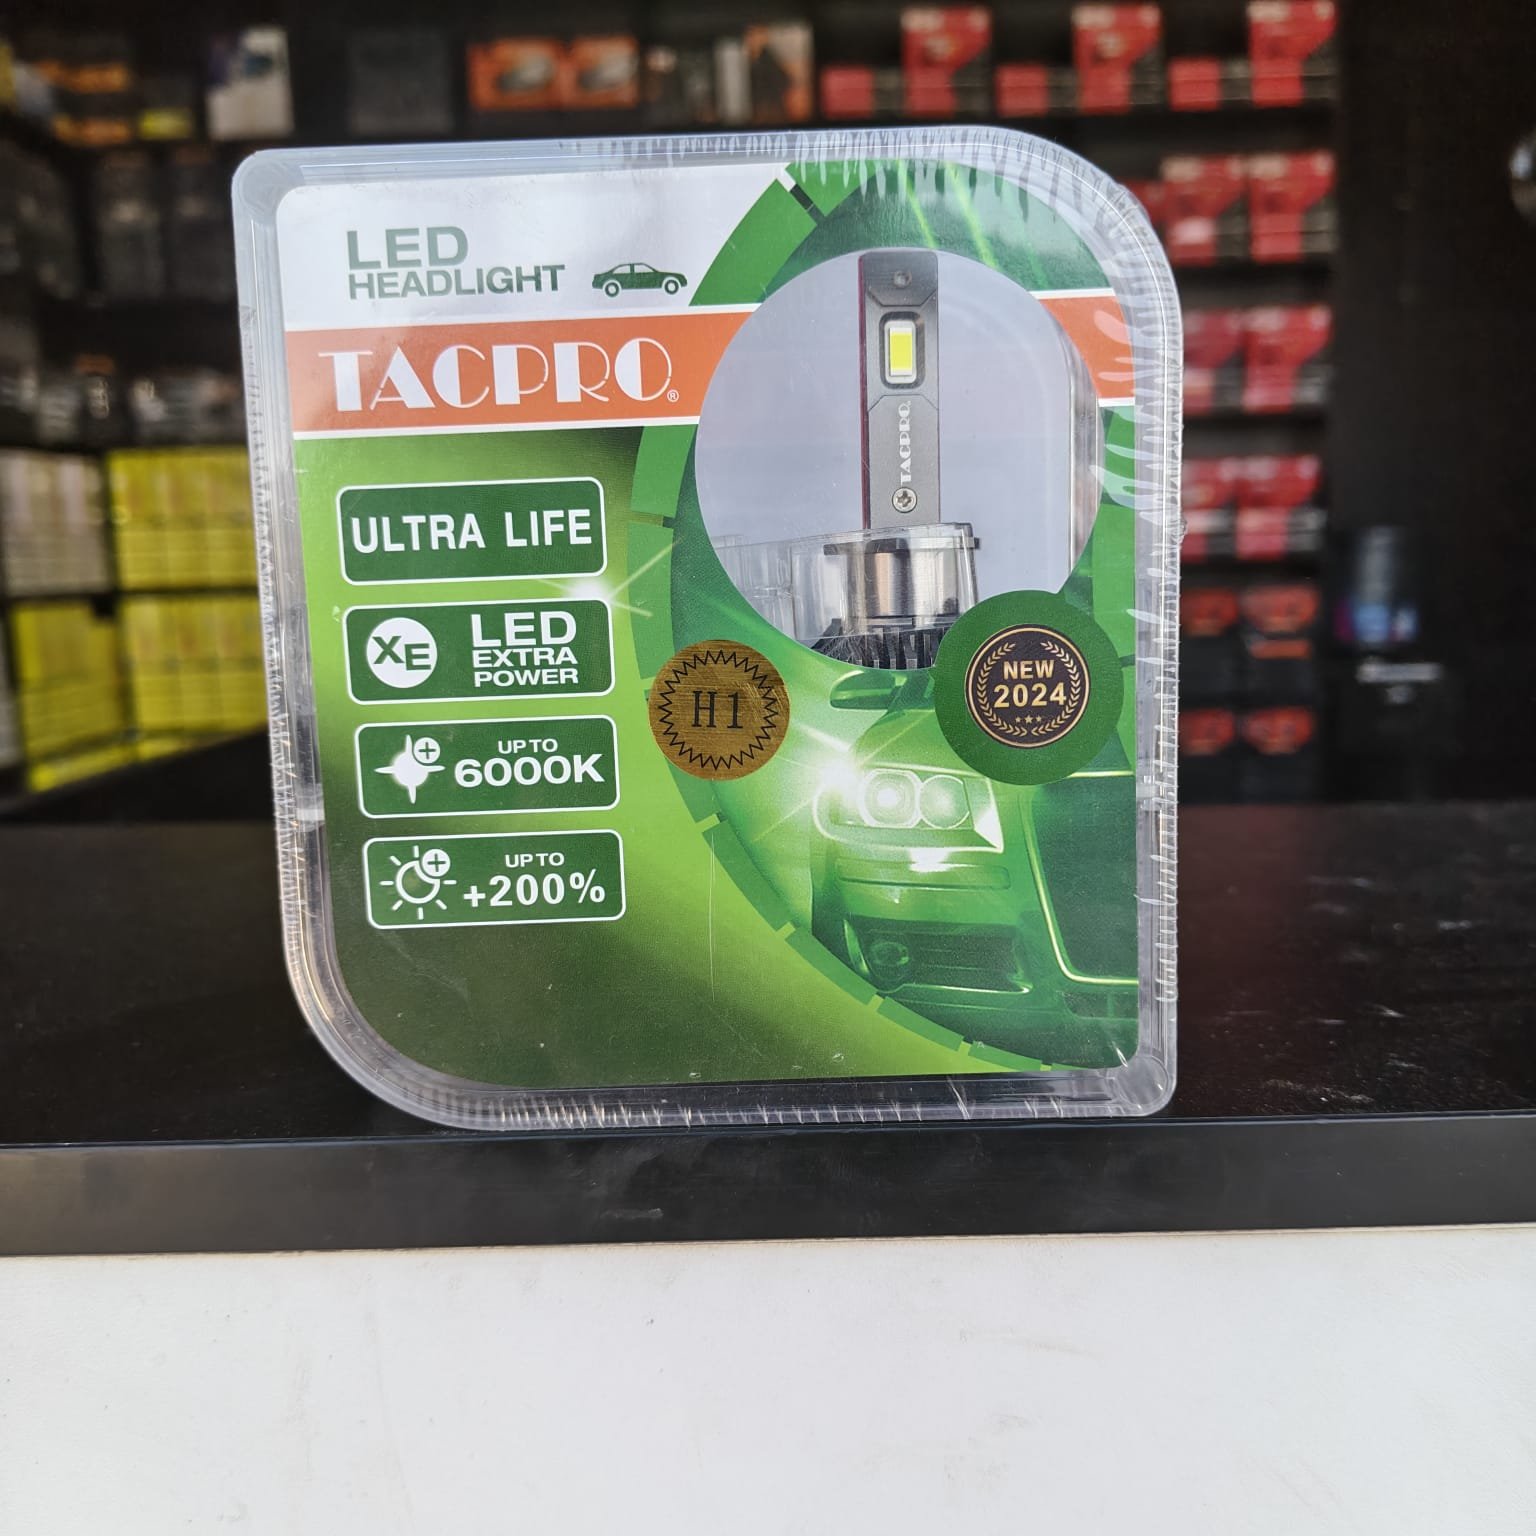 LED
HEADLIGHT
TACPRO®
ULTRA LIFE
XE
LED
EXTRA
POWER
UP TO
6000K
UP TO
+200%
TACPRO
H1
NEW
2024